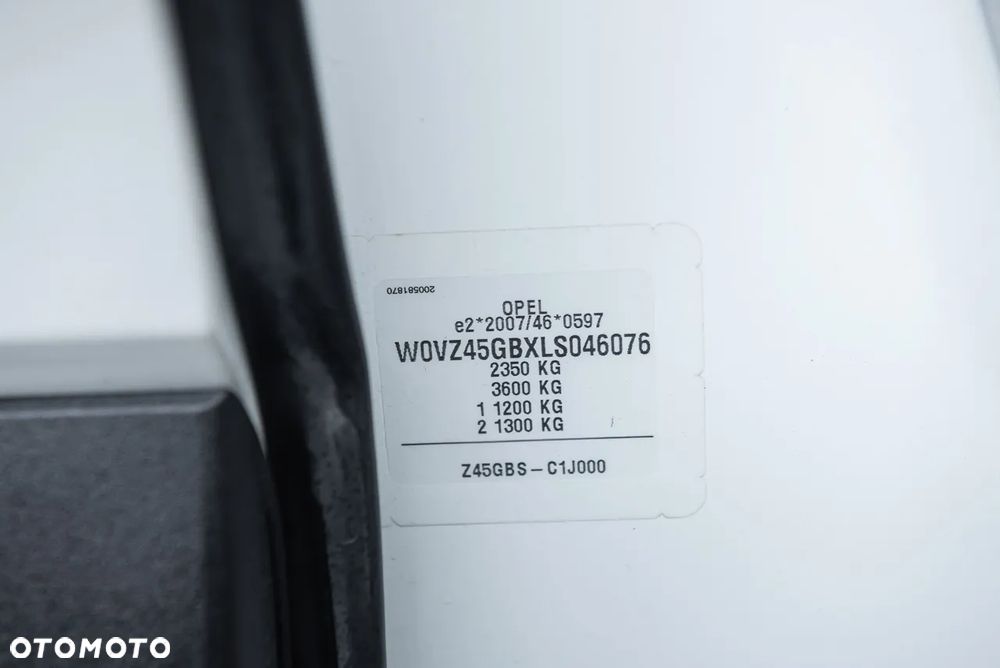 200581870
OPEL
e2*2007/46*0597
W0VZ45GBXLS046076
2350 KG
3600 KG
1 1200 KG
2 1300 KG
Z45GBS-C1J000
OTOMOTO